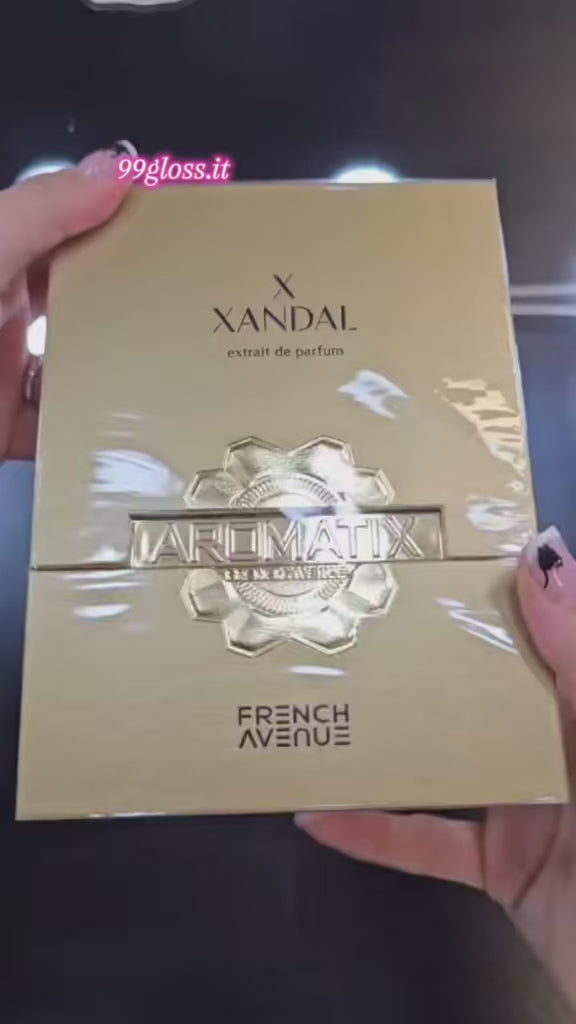 99gloss.it
X
XANDAL
extrait de parfum
AROMATIX
FRENCH
AVENUE